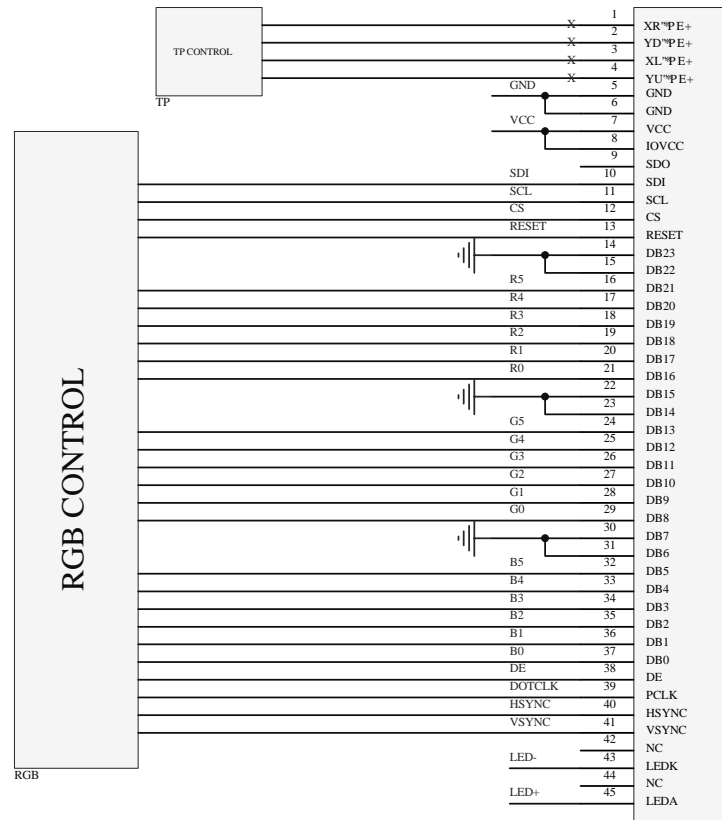 TP CONTROL
TP
RGB CONTROL
RGB
X 1 XR™PE+
X 2 YD™PE+
X 3 XL™PE+
X 4 YU™PE+
GND 5 GND
6 GND
VCC 7 VCC
8 IOVCC
9 SDO
SDI 10 SDI
SCL 11 SCL
CS 12 CS
RESET 13 RESET
14 DB23
15 DB22
R5 16 DB21
R4 17 DB20
R3 18 DB19
R2 19 DB18
R1 20 DB17
R0 21 DB16
22 DB15
23 DB14
G5 24 DB13
G4 25 DB12
G3 26 DB11
G2 27 DB10
G1 28 DB9
G0 29 DB8
30 DB7
31 DB6
B5 32 DB5
B4 33 DB4
B3 34 DB3
B2 35 DB2
B1 36 DB1
B0 37 DB0
DE 38 DE
DOTCLK 39 PCLK
HSYNC 40 HSYNC
VSYNC 41 VSYNC
42 NC
LED- 43 LEDK
44 NC
LED+ 45 LEDA